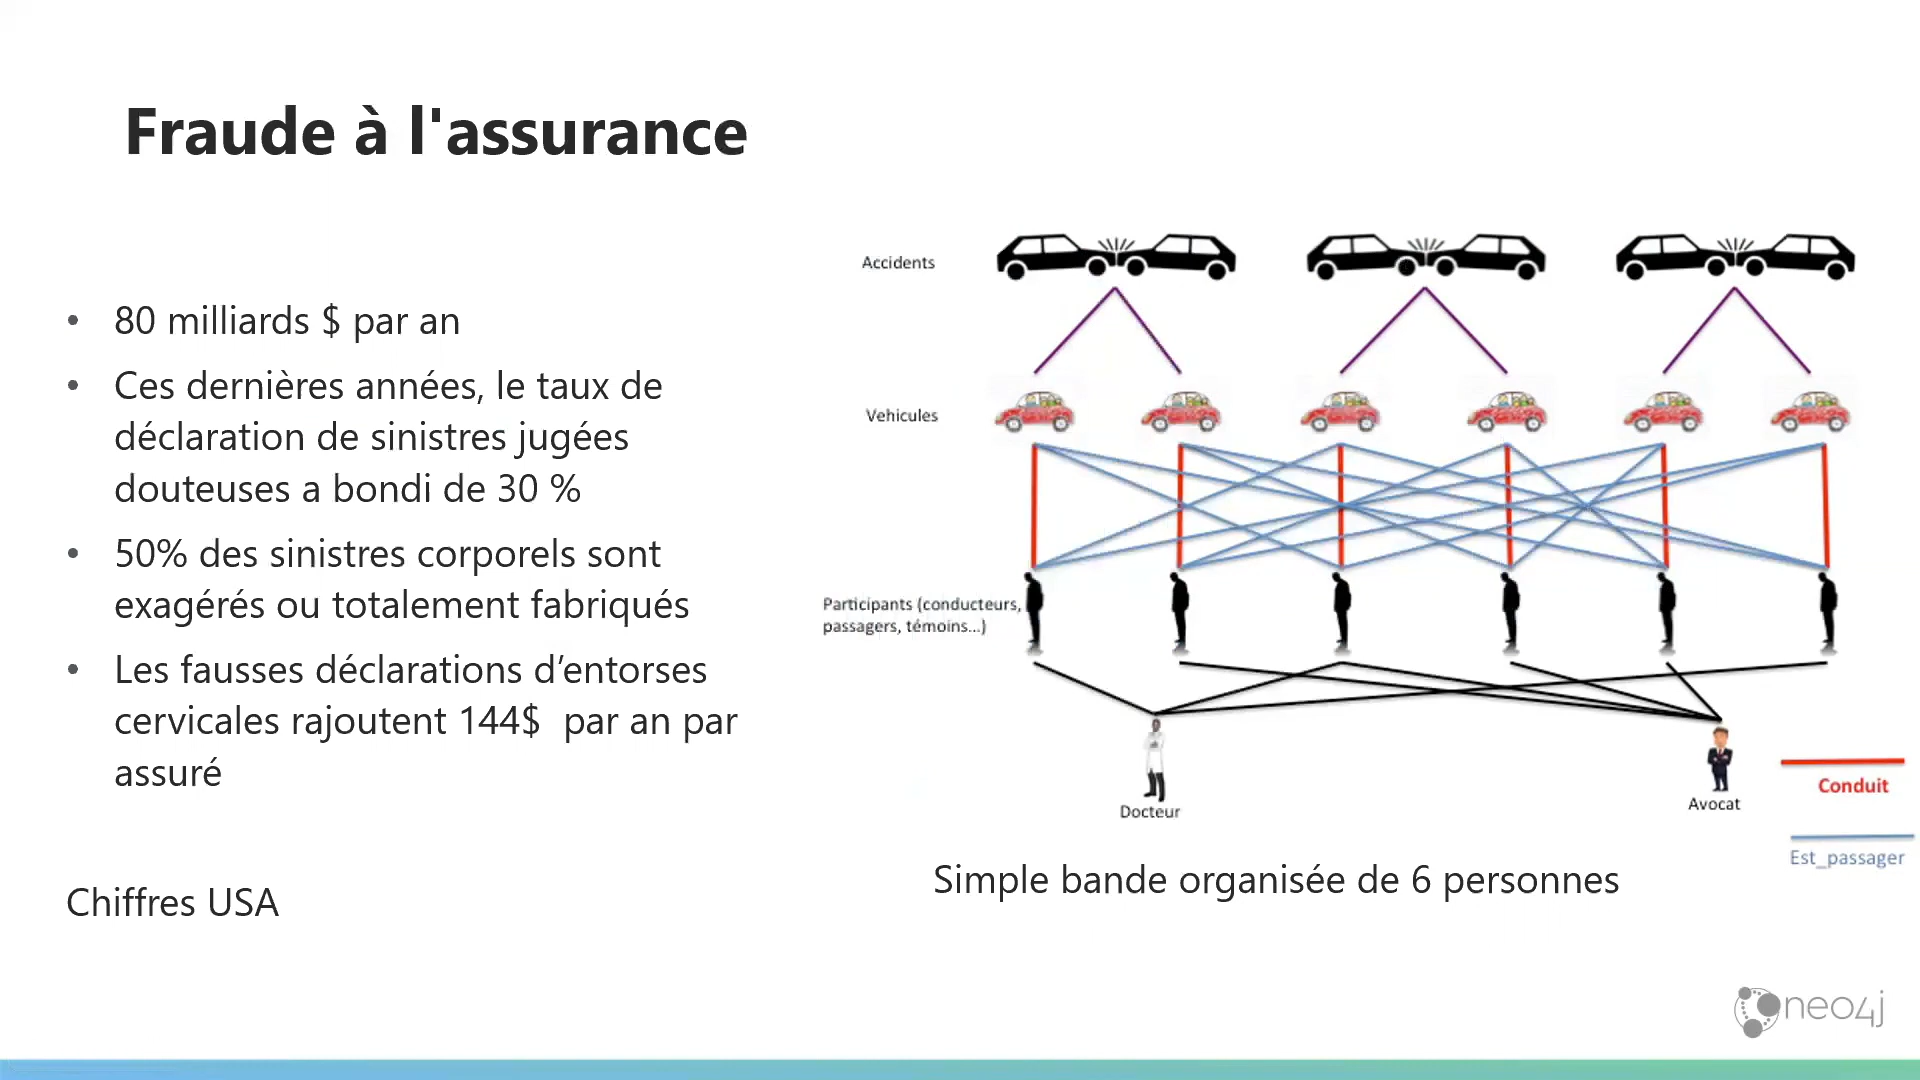 Fraude à l'assurance
• 80 milliards $ par an
• Ces dernières années, le taux de
déclaration de sinistres jugées
douteuses a bondi de 30 %
• 50% des sinistres corporels sont
exagérés ou totalement fabriqués
• Les fausses déclarations d’entorses
cervicales rajoutent 144$  par an par
assuré
Chiffres USA
Accidents
Vehicules
Participants (conducteurs,
passagers, témoins...)
Docteur
Avocat
Conduit
Est_passager
Simple bande organisée de 6 personnes
neo4j